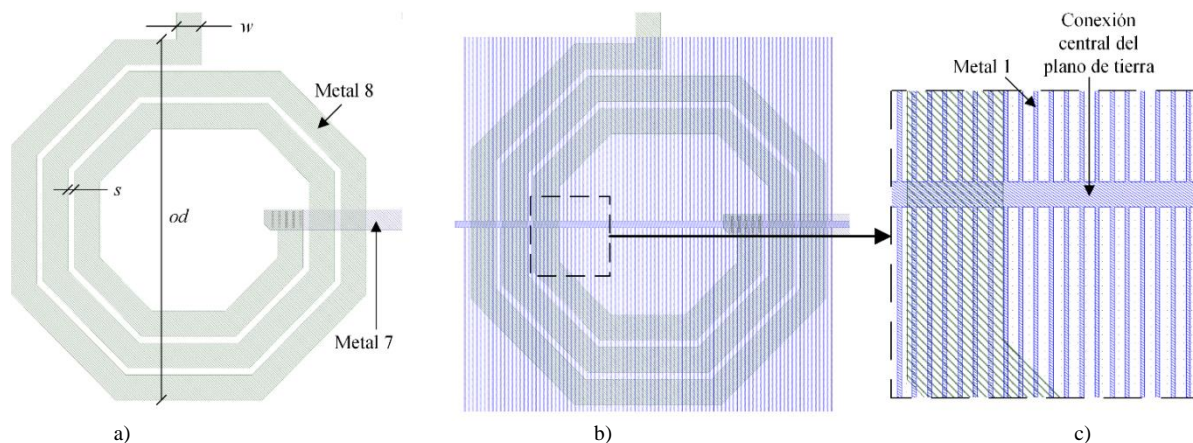 w
Metal 8
s
od
Metal 7
Conexión
central del
plano de tierra
Metal 1
a)
b)
c)